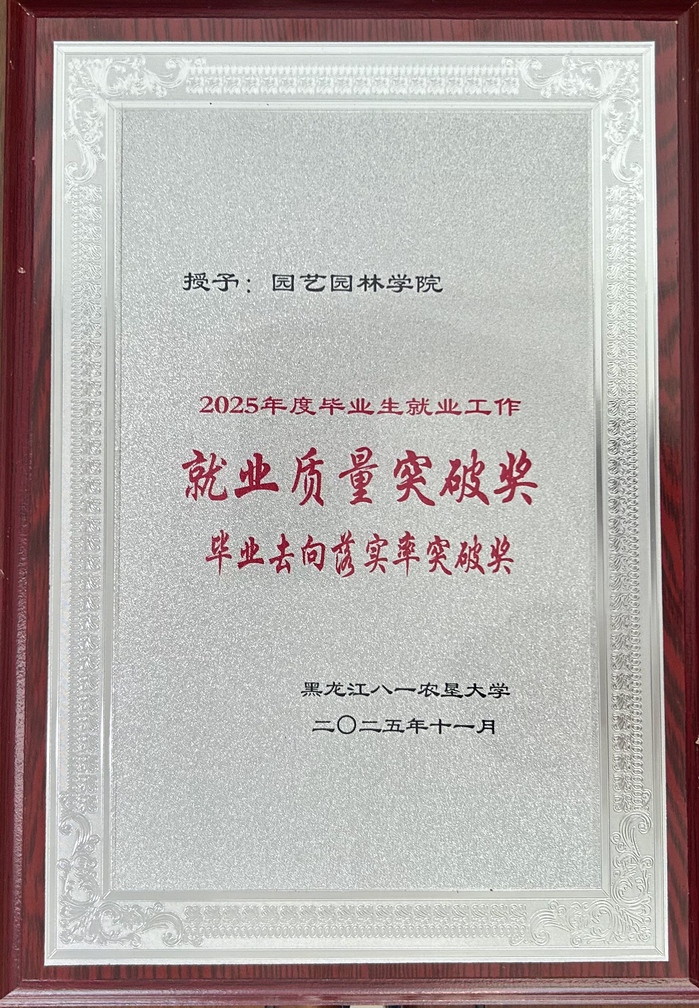 授予：园艺园林学院
2025年度毕业生就业工作
就业质量突破奖
毕业去向落实率突破奖
黑龙江八一农垦大学
二〇二五年十一月